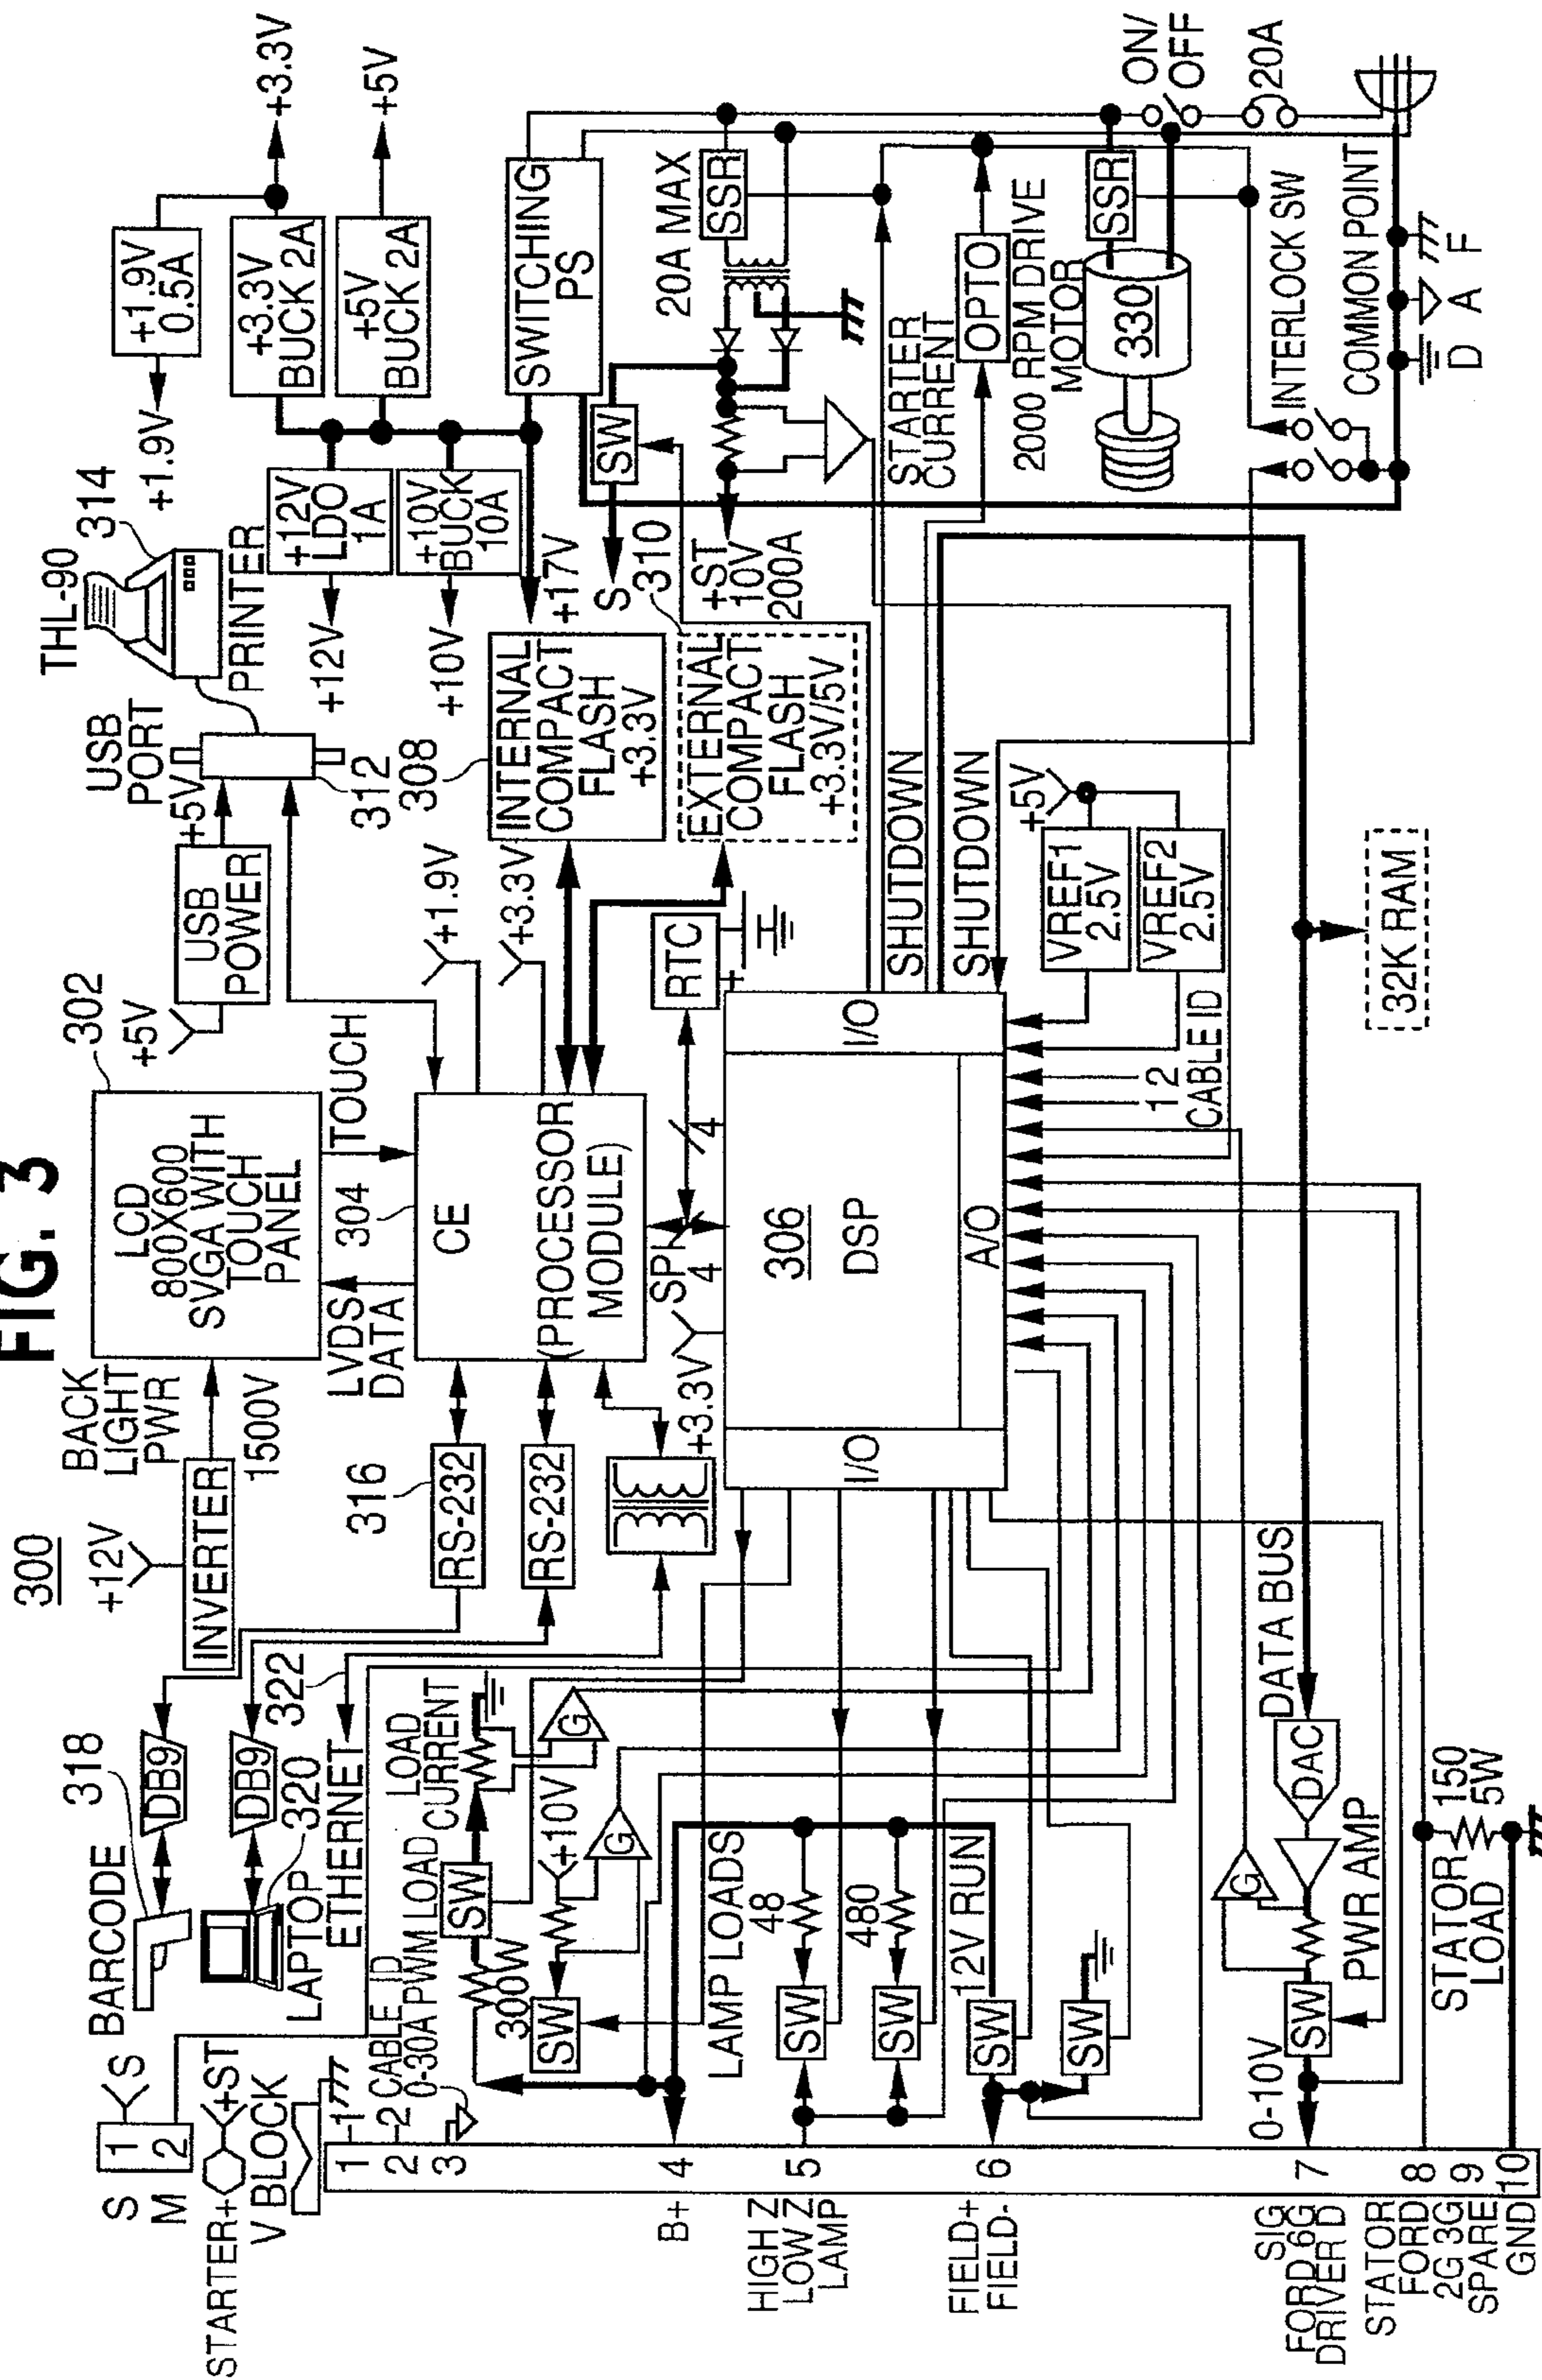 FIG. 3
300
+12V
INVERTER
BACK
LIGHT
PWR
1500V
LCD
800X600
SVGA WITH
TOUCH
PANEL
302
+5V
USB
POWER
+5V
USB
PORT
312
THL-90
314
PRINTER
+1.9V
+1.9V
0.5A
+3.3V
BUCK 2A
+3.3V
+5V
BUCK 2A
+5V
+12V
LDO
1A
+12V
+10V
BUCK
10A
+10V
+17V
SWITCHING
PS
BARCODE
318
DB9
DB9
LAPTOP
320
ETHERNET
322
316
RS-232
RS-232
LVDS
DATA
304
TOUCH
CE
(PROCESSOR
MODULE)
+1.9V
+3.3V
308
INTERNAL
COMPACT
FLASH
+3.3V
310
EXTERNAL
COMPACT
FLASH
+3.3V/5V
SPI
4
4
RTC
+
+3.3V
I/O
306
DSP
A/O
I/O
SW
S
20A MAX
SSR
+ST
10V
200A
STARTER
CURRENT
OPTO
2000 RPM DRIVE
MOTOR
330
SSR
ON/
OFF
20A
INTERLOCK SW
COMMON POINT
D
A
F
SHUTDOWN
SHUTDOWN
+5V
VREF1
2.5V
VREF2
2.5V
1 2
CABLE ID
32K RAM
S
M
1
2
S
STARTER+
+ST
V BLOCK
1
2
CABLE ID
0-30A PWM LOAD
300W
SW
LOAD
CURRENT
G
+10V
G
SW
LAMP LOADS
48
480
SW
SW
12V RUN
SW
SW
0-10V
SW
PWR AMP
G
DAC
DATA BUS
STATOR
LOAD
150
5W
1
2
3
4
5
6
7
8
9
10
B+
HIGH Z
LOW Z
LAMP
FIELD+
FIELD-
SIG
FORD 6G
DRIVER D
STATOR
FORD
2G 3G
SPARE
GND